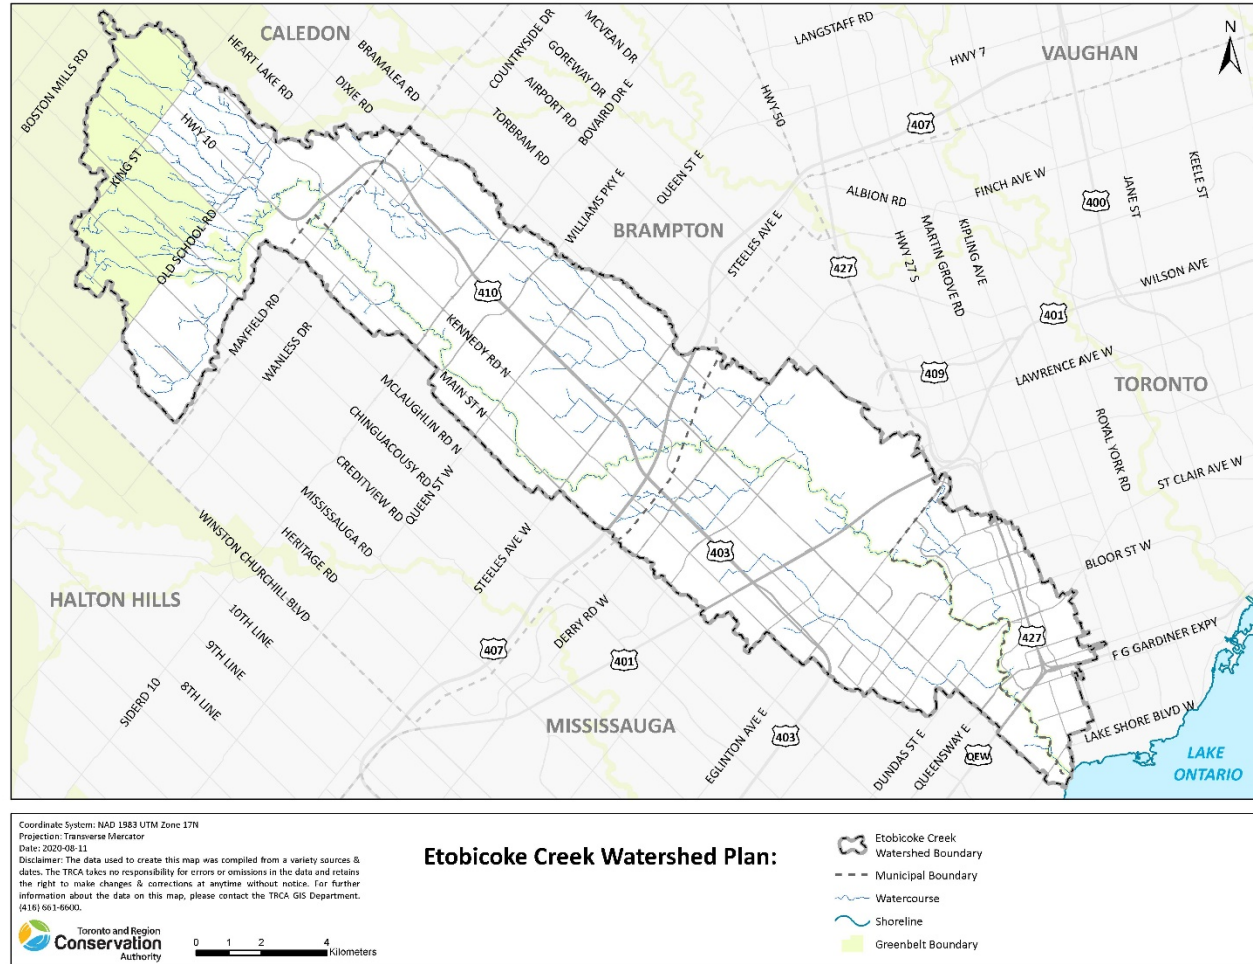 CALEDON
VAUGHAN
BRAMPTON
TORONTO
HALTON HILLS
MISSISSAUGA
LAKE
ONTARIO
N
BOSTON MILLS RD
HEART LAKE RD
BRAMALEA RD
DIXIE RD
COUNTRYSIDE DR
MCVEAN DR
GOREWAY DR
AIRPORT RD
BOVAIRD DR E
TORBRAM RD
LANGSTAFF RD
HWY 7
HWY 50
407
HWY 10
KING ST
OLD SCHOOL RD
WILLIAMS PKY E
QUEEN ST E
STEELES AVE E
ALBION RD
FINCH AVE W
KEELE ST
JANE ST
400
MARTIN GROVE RD
KIPLING AVE
HWY 27 S
427
WILSON AVE
401
409
LAWRENCE AVE W
ROYAL YORK RD
ST CLAIR AVE W
410
MAYFIELD RD
WANLESS DR
KENNEDY RD N
MAIN ST N
MCLAUGHLIN RD N
CHINGUACOUSY RD
QUEEN ST W
CREDITVIEW RD
MISSISSAUGA RD
HERITAGE RD
WINSTON CHURCHILL BLVD
STEELES AVE W
10TH LINE
9TH LINE
8TH LINE
SIDERD 10
407
DERRY RD W
401
403
BLOOR ST W
427
F G GARDINER EXPY
LAKE SHORE BLVD W
EGLINTON AVE E
403
DUNDAS ST E
QUEENSWAY E
QEW
Coordinate System: NAD 1983 UTM Zone 17N
Projection: Transverse Mercator
Date: 2020-08-11
Disclaimer: The data used to create this map was compiled from a variety sources &
dates. The TRCA takes no responsibility for errors or omissions in the data and retains
the right to make changes & corrections at anytime without notice. For further
information about the data on this map, please contact the TRCA GIS Department.
(416) 661-6600.
Toronto and Region
Conservation
Authority
0 1 2 4
Kilometers
Etobicoke Creek Watershed Plan:
Etobicoke Creek
Watershed Boundary
Municipal Boundary
Watercourse
Shoreline
Greenbelt Boundary